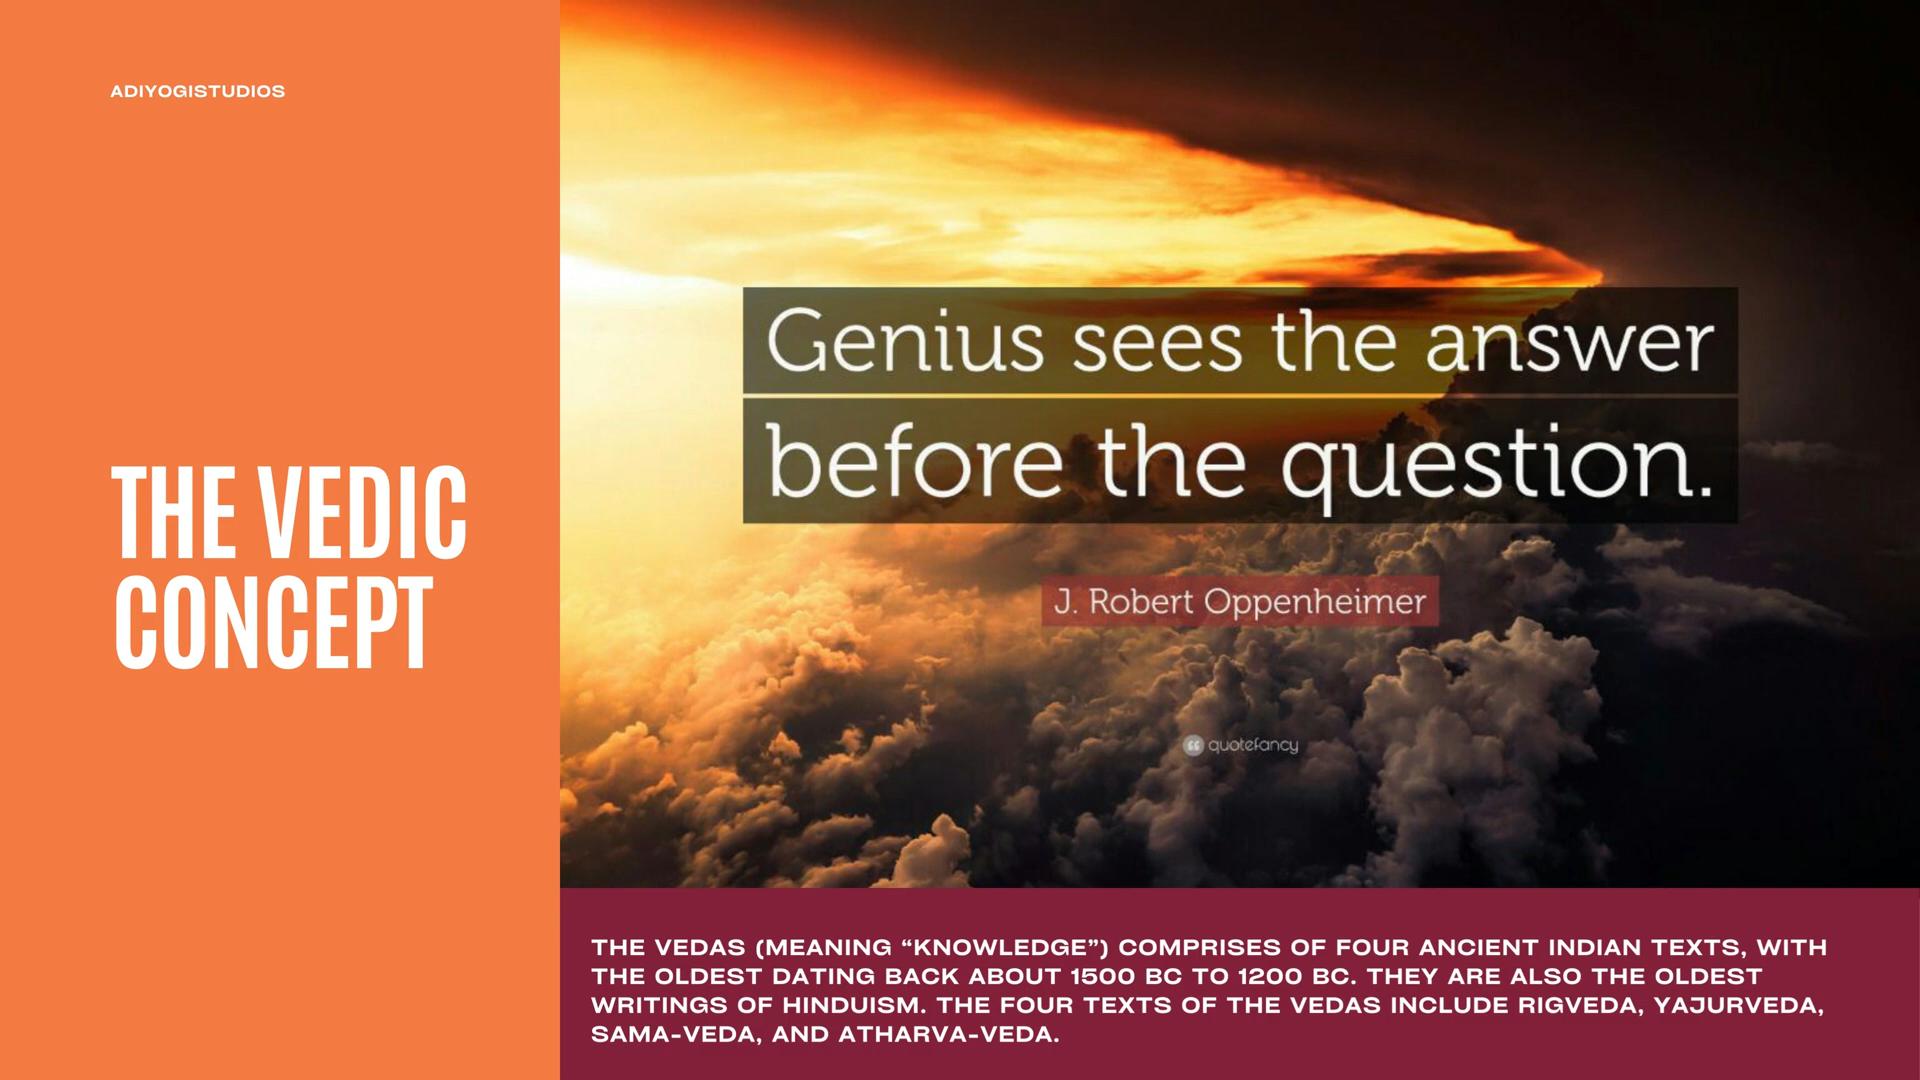 ADIYOGISTUDIOS
THE VEDIC
CONCEPT
Genius sees the answer
before the question.
J. Robert Oppenheimer
quotefancy
THE VEDAS (MEANING “KNOWLEDGE”) COMPRISES OF FOUR ANCIENT INDIAN TEXTS, WITH
THE OLDEST DATING BACK ABOUT 1500 BC TO 1200 BC. THEY ARE ALSO THE OLDEST
WRITINGS OF HINDUISM. THE FOUR TEXTS OF THE VEDAS INCLUDE RIGVEDA, YAJURVEDA,
SAMA-VEDA, AND ATHARVA-VEDA.